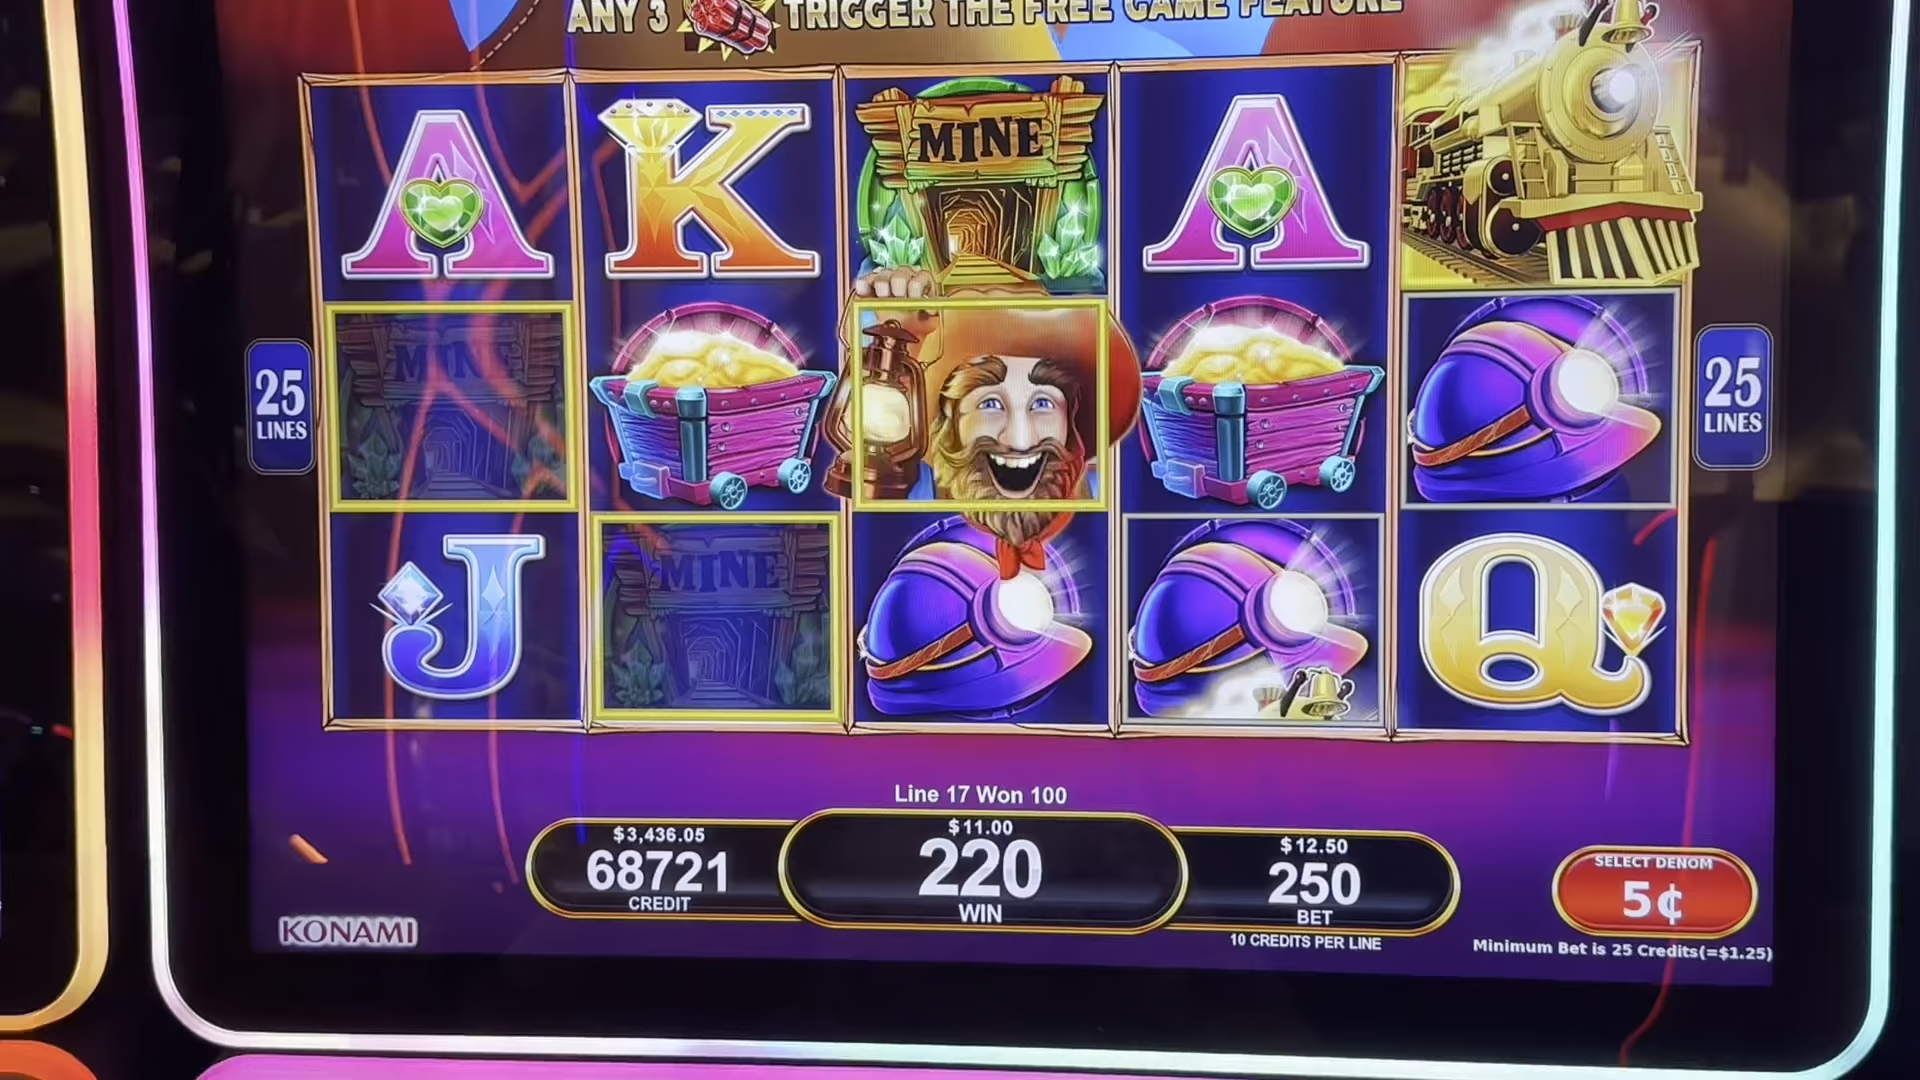 ANY 3 TRIGGER THE FREE GAME FEATURE
A K MINE A
25 LINES
MINE
25 LINES
J MINE Q
Line 17 Won 100
$3,436.05
68721
CREDIT
$11.00
220
WIN
$12.50
250
BET
10 CREDITS PER LINE
SELECT DENOM
5¢
Minimum Bet is 25 Credits(=$1.25)
KONAMI